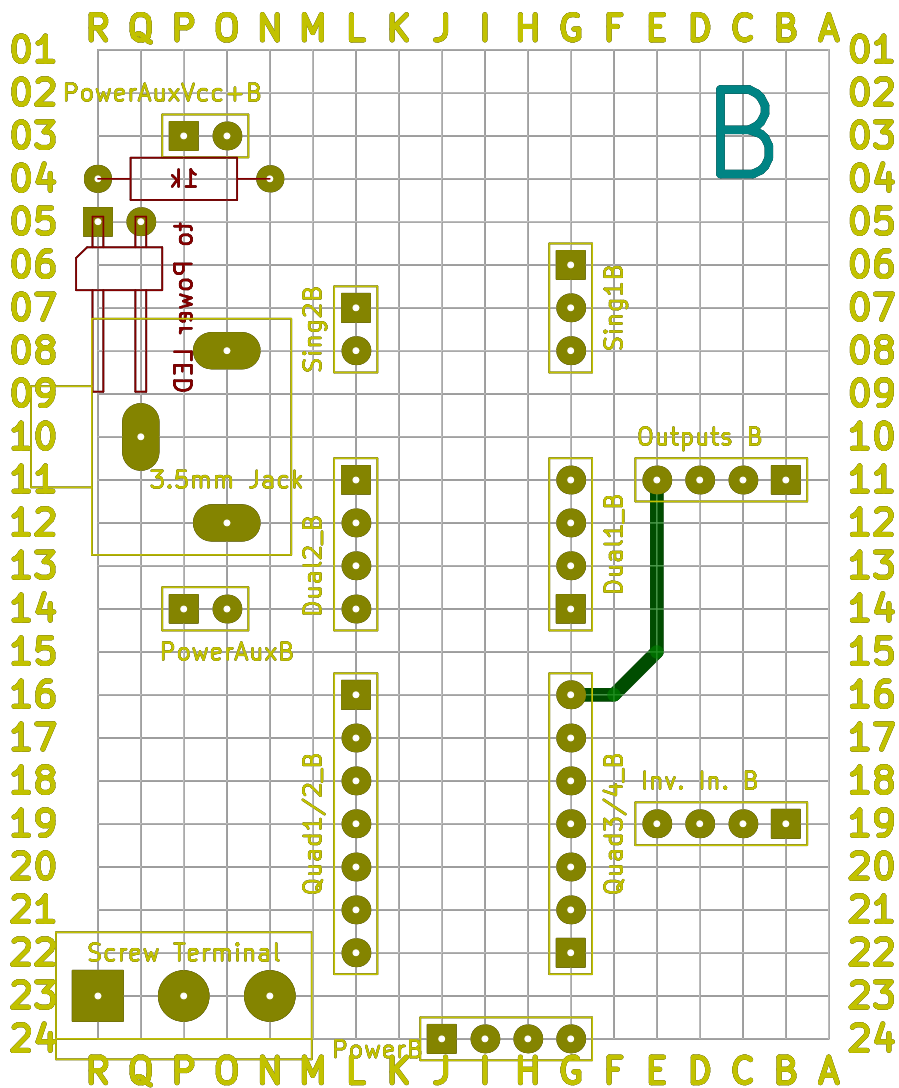 R Q P O N M L K J I H G F E D C B A
01 01
02 02
PowerAuxVcc+B
B
03 03
04 04
1k
05 05
to Power LED
06 06
Sing1B
07 07
Sing2B
08 08
09 09
10 10
Outputs B
11 11
3.5mm Jack
12 12
Dual1_B
13 13
Dual2_B
14 14
15 15
PowerAuxB
16 16
17 17
18 18
Inv. In. B
19 19
Quad1/2_B
Quad3/4_B
20 20
21 21
22 22
Screw Terminal
23 23
24 24
PowerB
R Q P O N M L K J I H G F E D C B A